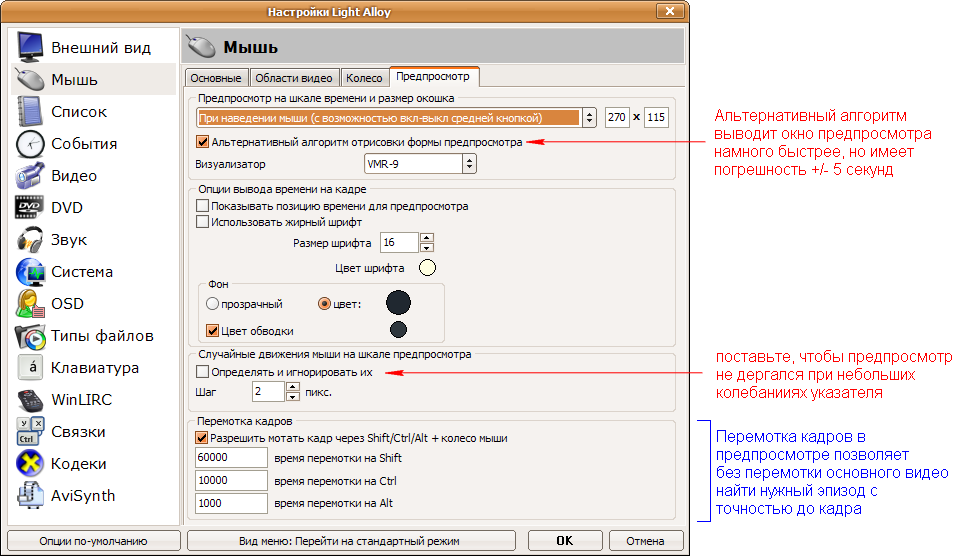 Настройки Light Alloy
Внешний вид
Мышь
Список
События
Видео
DVD
Звук
Система
OSD
Типы файлов
á
Клавиатура
WinLIRC
Y X
Ctrl
Связки
Кодеки
AviSynth
Мышь
Основные Области видео Колесо Предпросмотр
Предпросмотр на шкале времени и размер окошка
При наведении мыши (с возможностью вкл-выкл средней кнопкой) 270 x 115
Альтернативный алгоритм отрисовки формы предпросмотра
Визуализатор VMR-9
Опции вывода времени на кадре
Показывать позицию времени для предпросмотра
Использовать жирный шрифт
Размер шрифта 16
Цвет шрифта
Фон
прозрачный цвет:
Цвет обводки
Случайные движения мыши на шкале предпросмотра
Определять и игнорировать их
Шаг 2 пикс.
Перемотка кадров
Разрешить мотать кадр через Shift/Ctrl/Alt + колесо мыши
60000 время перемотки на Shift
10000 время перемотки на Ctrl
1000 время перемотки на Alt
Опции по-умолчанию Вид меню: Перейти на стандартный режим OK Отмена
Альтернативный алгоритм
выводит окно предпросмотра
намного быстрее, но имеет
погрешность +/- 5 секунд
поставьте, чтобы предпросмотр
не дергался при небольших
колебаниях указателя
Перемотка кадров в
предпросмотре позволяет
без перемотки основного видео
найти нужный эпизод с
точностью до кадра